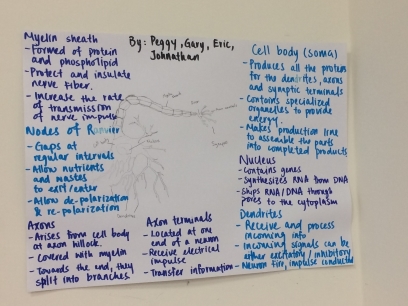 Myelin sheath
- Formed of protein
and phospholipid
- Protect and insulate
nerve fiber.
- Increase the rate
of transmission
of nerve impulse
Nodes of Ranvier
- Gaps at
regular intervals
- Allow nutrients
and wastes
to exit/enter
- Allow de-polarization
& re-polarization
Axons
- Arises from cell body
at axon hillock.
- Covered with myelin
- Towards the end, they
split into branches
By: Peggy, Gary, Eric,
Johnathan
Axon terminals
- Located at one
end of a neuron
- Receive electrical
impulse
- Transfer information
Cell body (soma)
- Produces all the protein
for the dendrites, axons
and synaptic terminals
- Contains specialized
organelles to provide
energy.
- Makes production line
to assemble the parts
into completed products
Nucleus
- Contains genes
- Synthesizes RNA from DNA
- Ships RNA/DNA through
pores to the cytoplasm
Dendrites
- Receive and process
incoming info
- Incoming signals can be
either excitatory / inhibitory
- Neuron fire, impulse conducted